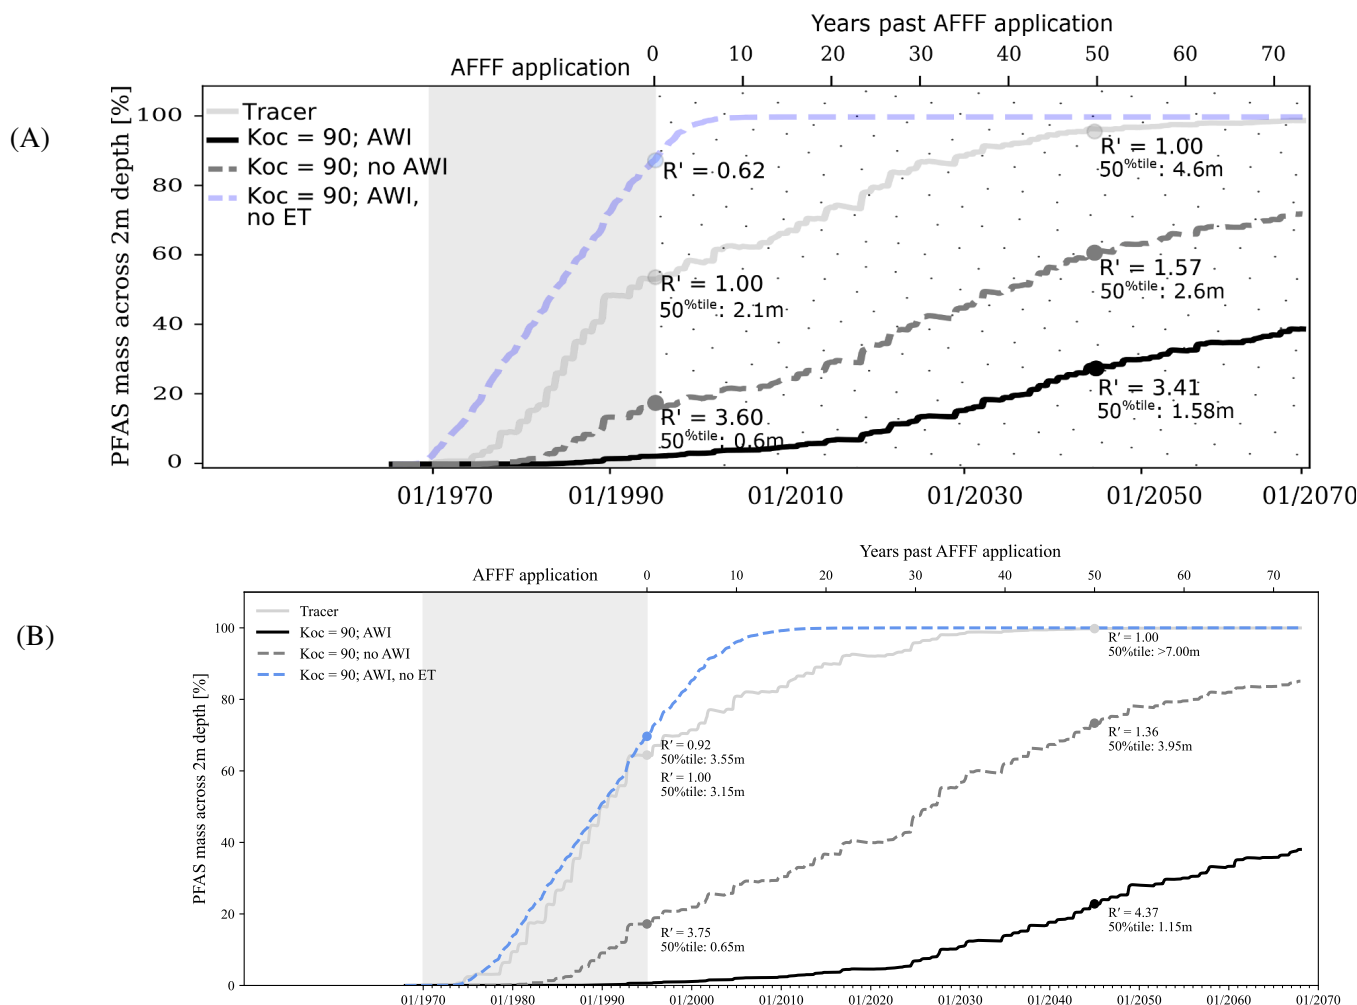 (A)
Years past AFFF application
AFFF application
0 10 20 30 40 50 60 70
PFAS mass across 2m depth [%]
100
80
60
40
20
0
Tracer
Koc = 90; AWI
Koc = 90; no AWI
Koc = 90; AWI,
no ET
R' = 0.62
R' = 1.00
50%tile: 2.1m
R' = 3.60
50%tile: 0.6m
R' = 1.00
50%tile: 4.6m
R' = 1.57
50%tile: 2.6m
R' = 3.41
50%tile: 1.58m
01/1970 01/1990 01/2010 01/2030 01/2050 01/2070
(B)
Years past AFFF application
AFFF application
0 10 20 30 40 50 60 70
PFAS mass across 2m depth [%]
100
80
60
40
20
0
Tracer
Koc = 90; AWI
Koc = 90; no AWI
Koc = 90; AWI, no ET
R′ = 0.92
50%tile: 3.55m
R′ = 1.00
50%tile: 3.15m
R′ = 3.75
50%tile: 0.65m
R′ = 1.00
50%tile: >7.00m
R′ = 1.36
50%tile: 3.95m
R′ = 4.37
50%tile: 1.15m
01/1970 01/1980 01/1990 01/2000 01/2010 01/2020 01/2030 01/2040 01/2050 01/2060 01/2070